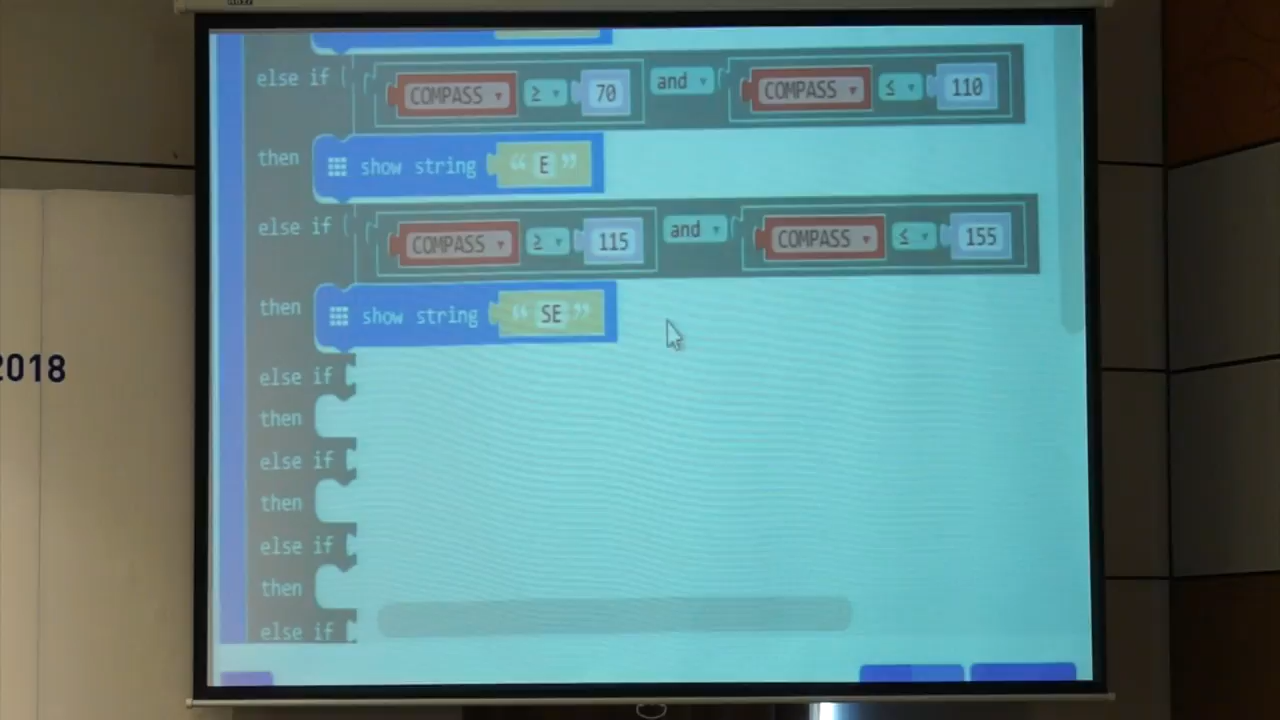 else if COMPASS ≥ 70 and COMPASS ≤ 110
then show string “ E ”
else if COMPASS ≥ 115 and COMPASS ≤ 155
then show string “ SE ”
2018
else if
then
else if
then
else if
then
else if